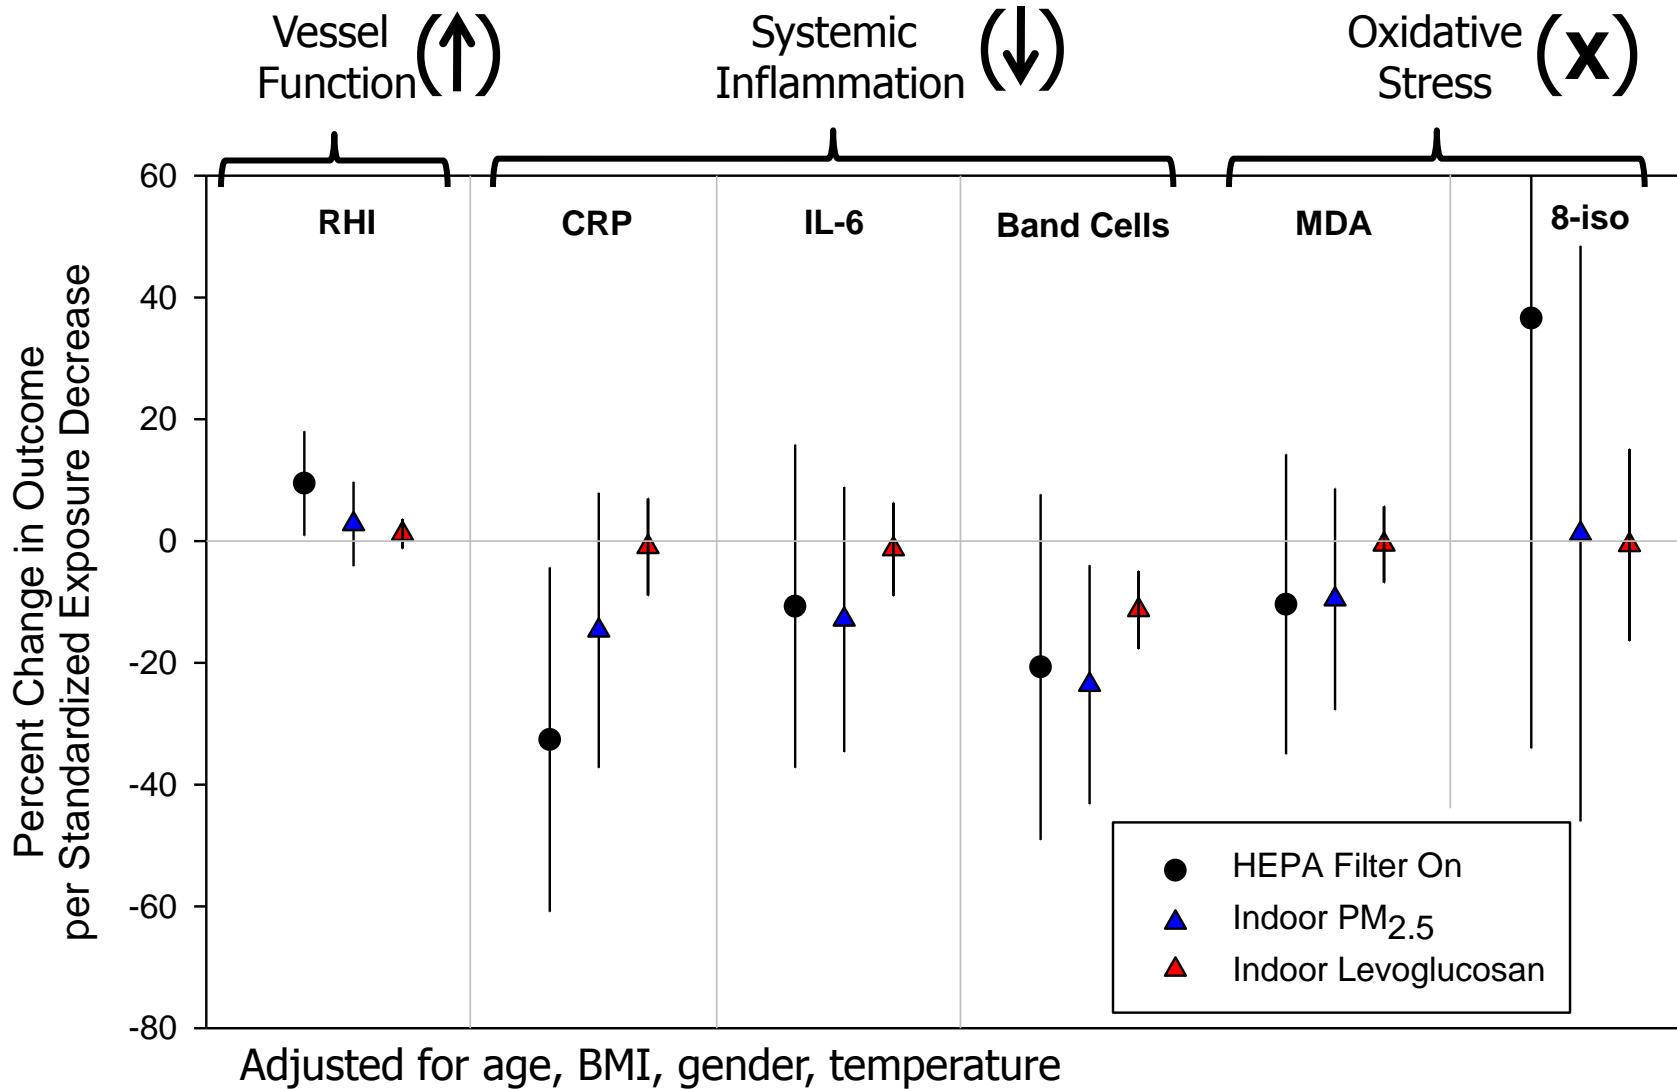 Vessel
Function (↑)
Systemic
Inflammation (↓)
Oxidative
Stress (X)
RHI CRP IL-6 Band Cells MDA 8-iso
60
40
20
0
-20
-40
-60
-80
Percent Change in Outcome
per Standardized Exposure Decrease
HEPA Filter On
Indoor PM2.5
Indoor Levoglucosan
Adjusted for age, BMI, gender, temperature